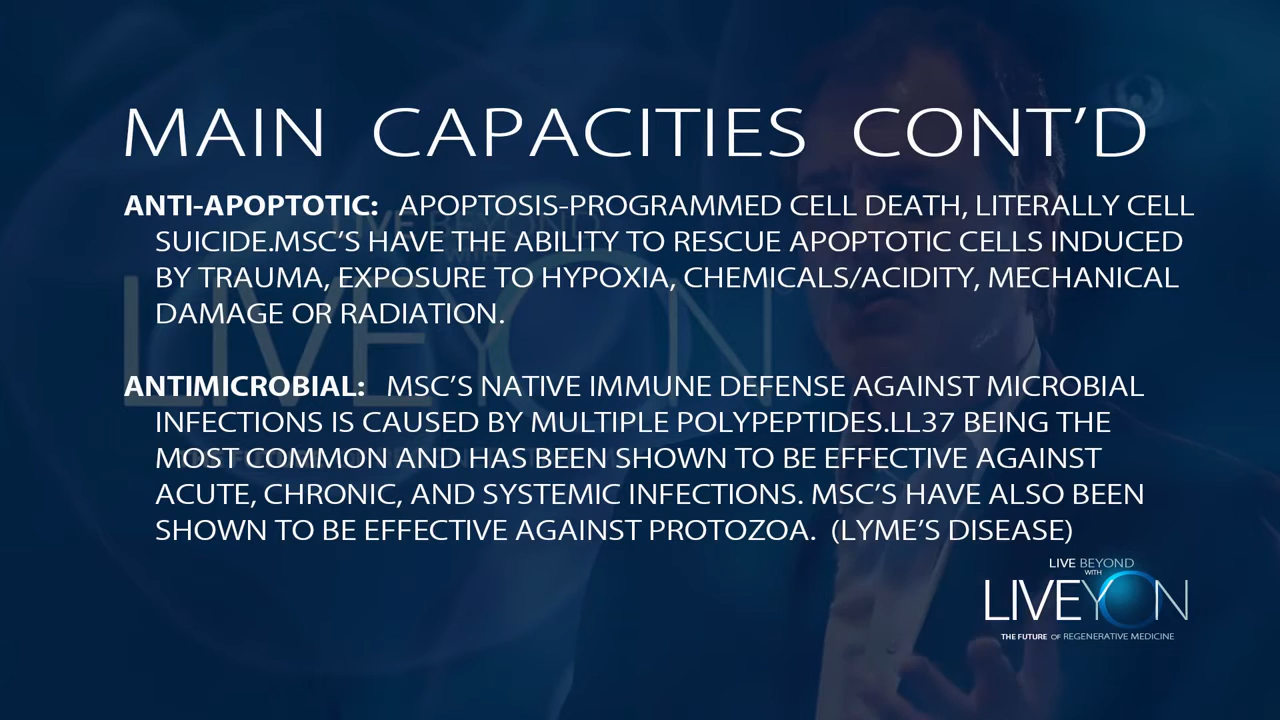 MAIN CAPACITIES CONT'D
ANTI-APOPTOTIC: APOPTOSIS-PROGRAMMED CELL DEATH, LITERALLY CELL
SUICIDE.MSC'S HAVE THE ABILITY TO RESCUE APOPTOTIC CELLS INDUCED
BY TRAUMA, EXPOSURE TO HYPOXIA, CHEMICALS/ACIDITY, MECHANICAL
DAMAGE OR RADIATION.
ANTIMICROBIAL: MSC'S NATIVE IMMUNE DEFENSE AGAINST MICROBIAL
INFECTIONS IS CAUSED BY MULTIPLE POLYPEPTIDES.LL37 BEING THE
MOST COMMON AND HAS BEEN SHOWN TO BE EFFECTIVE AGAINST
ACUTE, CHRONIC, AND SYSTEMIC INFECTIONS. MSC'S HAVE ALSO BEEN
SHOWN TO BE EFFECTIVE AGAINST PROTOZOA. (LYME'S DISEASE)
LIVE BEYOND
WITH
LIVEYON
THE FUTURE OF REGENERATIVE MEDICINE
LIVE BEYOND
WITH
LIVEYON